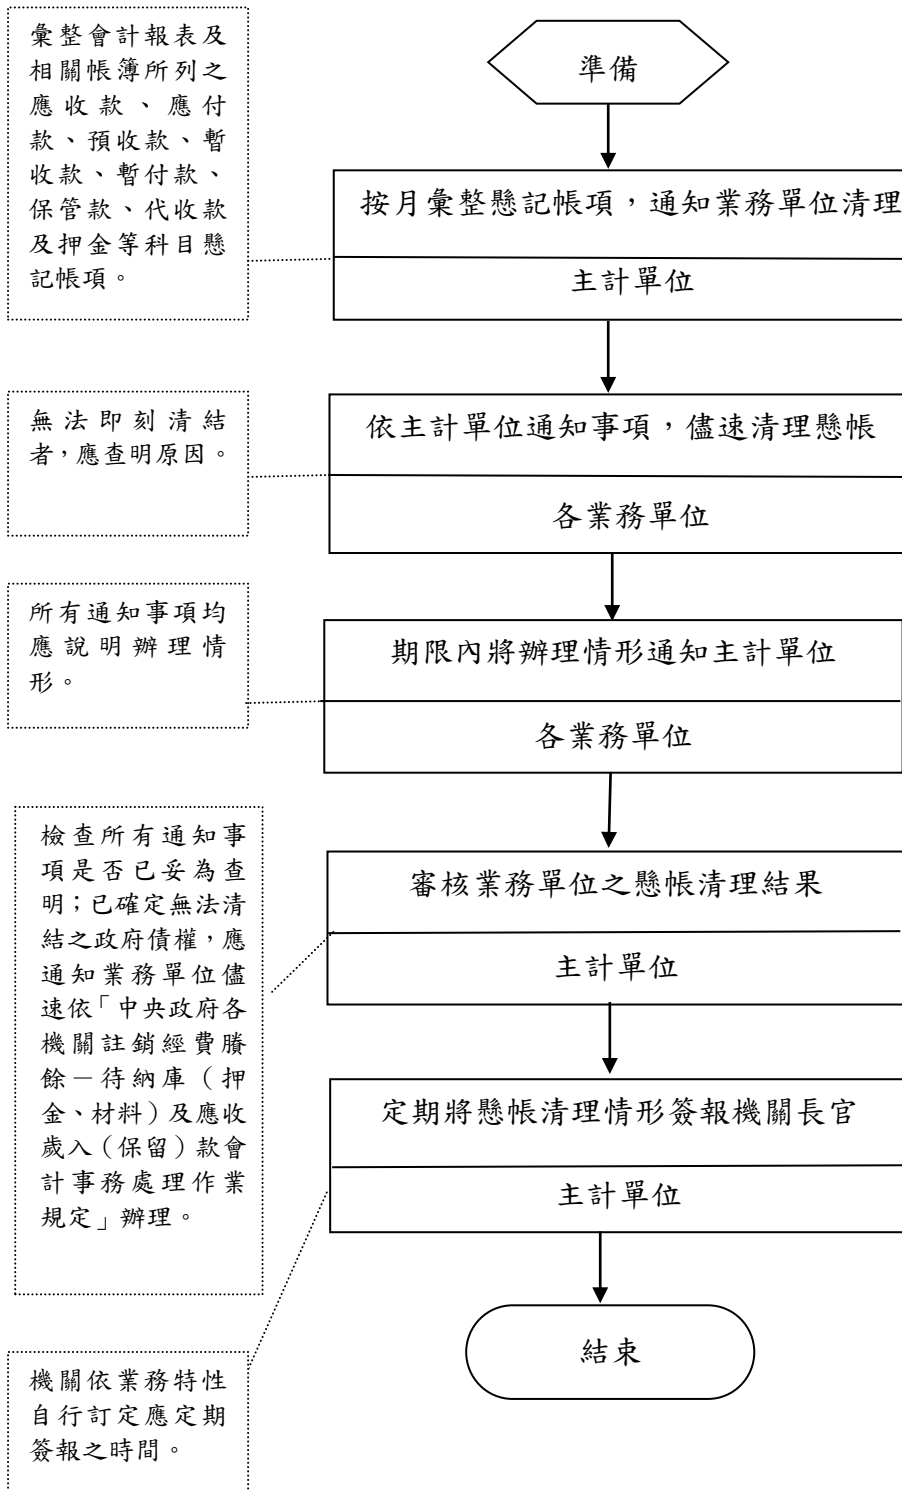 彙整會計報表及
相關帳簿所列之
應收款、應付
款、預收款、暫
收款、暫付款、
保管款、代收款
及押金等科目懸
記帳項。
準備
按月彙整懸記帳項，通知業務單位清理
主計單位
無法即刻清結
者，應查明原因。
依主計單位通知事項，儘速清理懸帳
各業務單位
所有通知事項均
應說明辦理情
形。
期限內將辦理情形通知主計單位
各業務單位
檢查所有通知事
項是否已妥為查
明；已確定無法清
結之政府債權，應
通知業務單位儘
速依「中央政府各
機關註銷經費賸
餘－待納庫（押
金、材料）及應收
歲入（保留）款會
計事務處理作業
規定」辦理。
審核業務單位之懸帳清理結果
主計單位
定期將懸帳清理情形簽報機關長官
主計單位
機關依業務特性
自行訂定應定期
簽報之時間。
結束